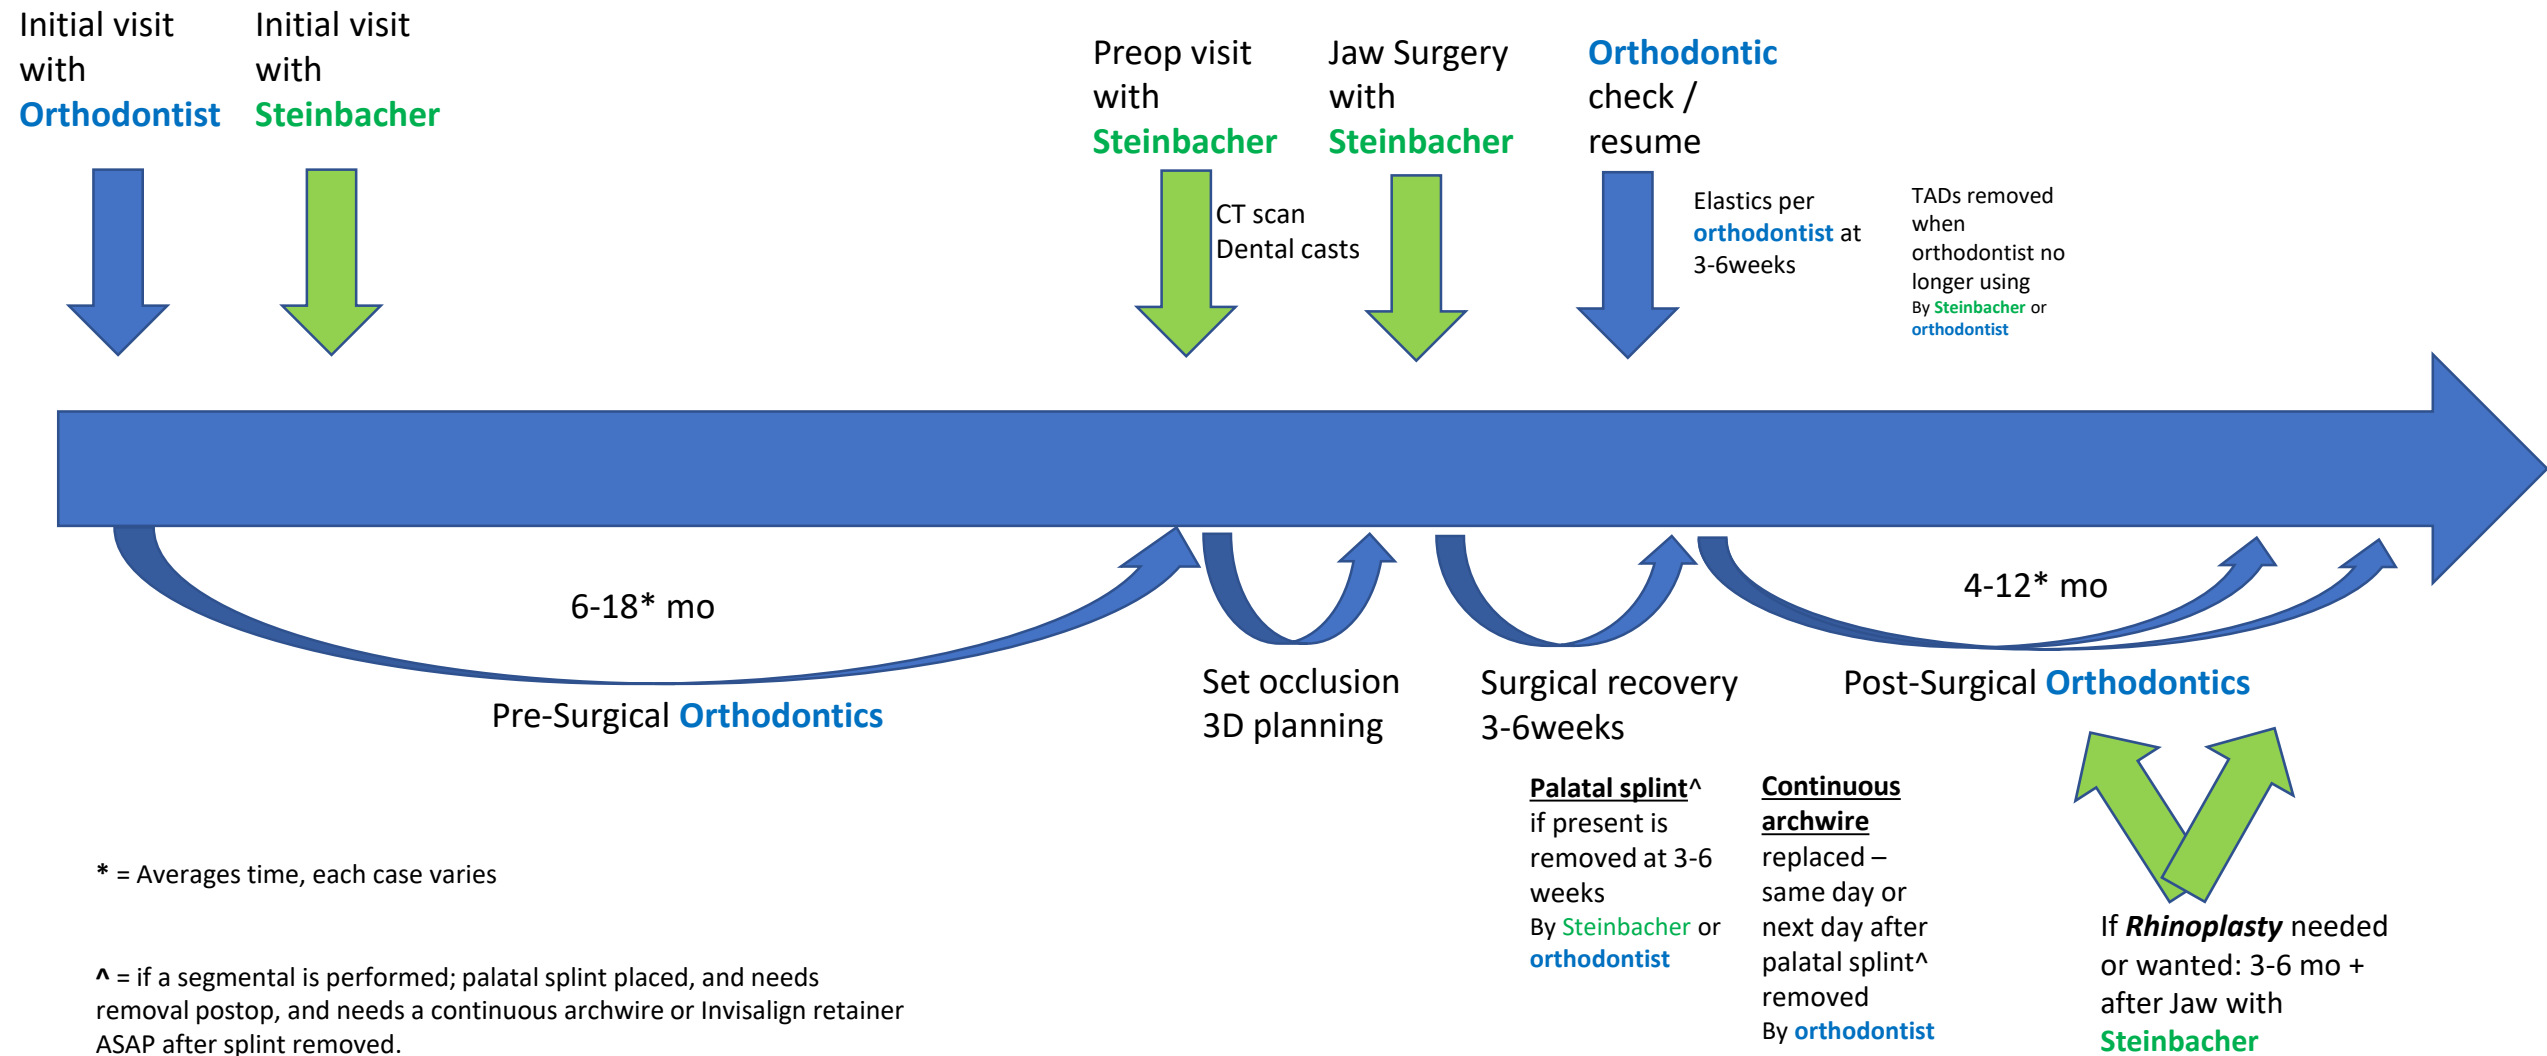 Initial visit
with
Orthodontist
Initial visit
with
Steinbacher
Preop visit
with
Steinbacher
Jaw Surgery
with
Steinbacher
Orthodontic
check /
resume
CT scan
Dental casts
Elastics per
orthodontist at
3-6weeks
TADs removed
when
orthodontist no
longer using
By Steinbacher or
orthodontist
6-18* mo
Pre-Surgical Orthodontics
Set occlusion
3D planning
Surgical recovery
3-6weeks
4-12* mo
Post-Surgical Orthodontics
Palatal splint^
if present is
removed at 3-6
weeks
By Steinbacher or
orthodontist
Continuous
archwire
replaced –
same day or
next day after
palatal splint^
removed
By orthodontist
If Rhinoplasty needed
or wanted: 3-6 mo +
after Jaw with
Steinbacher
* = Averages time, each case varies
^ = if a segmental is performed; palatal splint placed, and needs
removal postop, and needs a continuous archwire or Invisalign retainer
ASAP after splint removed.